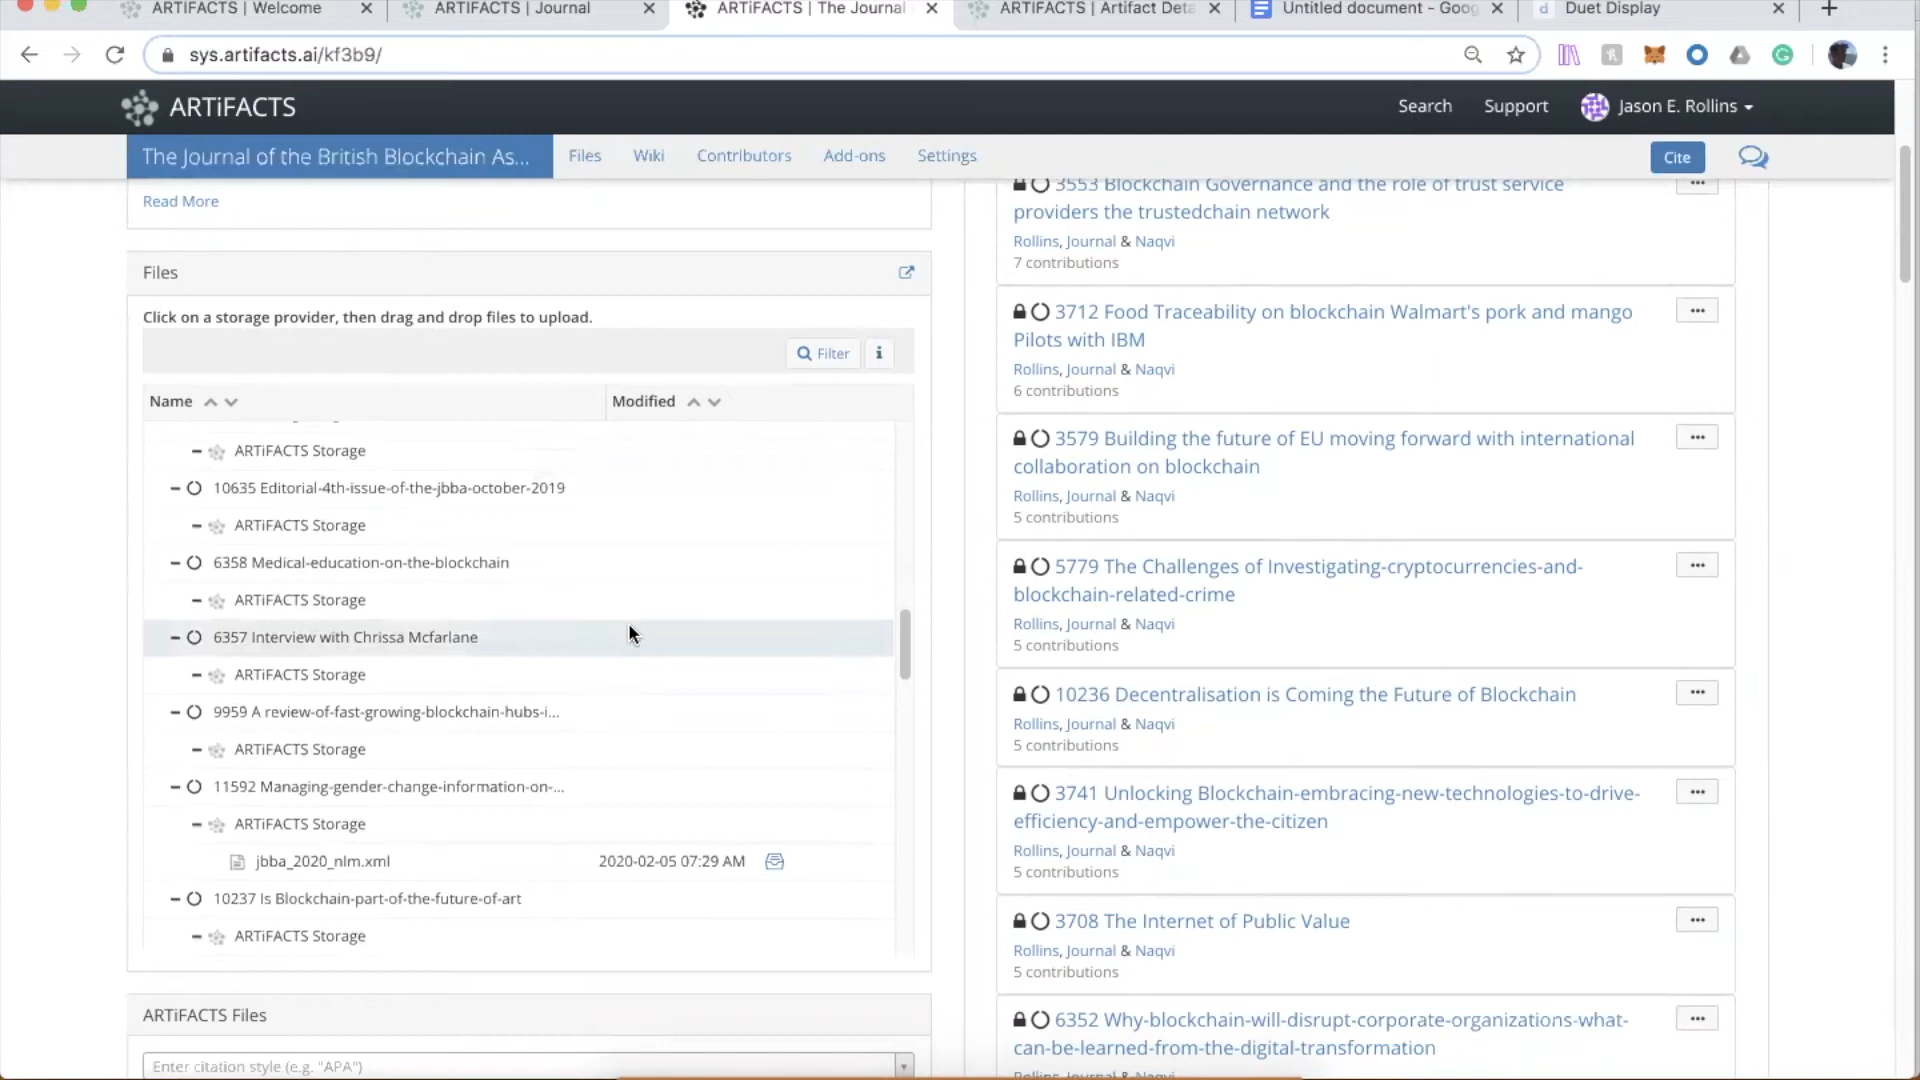 ARTiFACTS | Welcome
ARTiFACTS | Journal
ARTiFACTS | The Journal
ARTiFACTS | Artifact Deta
Untitled document - Goog
Duet Display
sys.artifacts.ai/kf3b9/
ARTiFACTS
Search
Support
Jason E. Rollins
The Journal of the British Blockchain As...
Files
Wiki
Contributors
Add-ons
Settings
Cite
Read More
Files
Click on a storage provider, then drag and drop files to upload.
Filter
Name
Modified
ARTiFACTS Storage
10635 Editorial-4th-issue-of-the-jbba-october-2019
ARTiFACTS Storage
6358 Medical-education-on-the-blockchain
ARTiFACTS Storage
6357 Interview with Chrissa Mcfarlane
ARTiFACTS Storage
9959 A review-of-fast-growing-blockchain-hubs-i...
ARTiFACTS Storage
11592 Managing-gender-change-information-on-...
ARTiFACTS Storage
jbba_2020_nlm.xml 2020-02-05 07:29 AM
10237 Is Blockchain-part-of-the-future-of-art
ARTiFACTS Storage
ARTiFACTS Files
Enter citation style (e.g. "APA")
3553 Blockchain Governance and the role of trust service
providers the trustedchain network
Rollins, Journal & Naqvi
7 contributions
3712 Food Traceability on blockchain Walmart's pork and mango
Pilots with IBM
Rollins, Journal & Naqvi
6 contributions
3579 Building the future of EU moving forward with international
collaboration on blockchain
Rollins, Journal & Naqvi
5 contributions
5779 The Challenges of Investigating-cryptocurrencies-and-
blockchain-related-crime
Rollins, Journal & Naqvi
5 contributions
10236 Decentralisation is Coming the Future of Blockchain
Rollins, Journal & Naqvi
5 contributions
3741 Unlocking Blockchain-embracing-new-technologies-to-drive-
efficiency-and-empower-the-citizen
Rollins, Journal & Naqvi
5 contributions
3708 The Internet of Public Value
Rollins, Journal & Naqvi
5 contributions
6352 Why-blockchain-will-disrupt-corporate-organizations-what-
can-be-learned-from-the-digital-transformation
Rollins, Journal & Naqvi